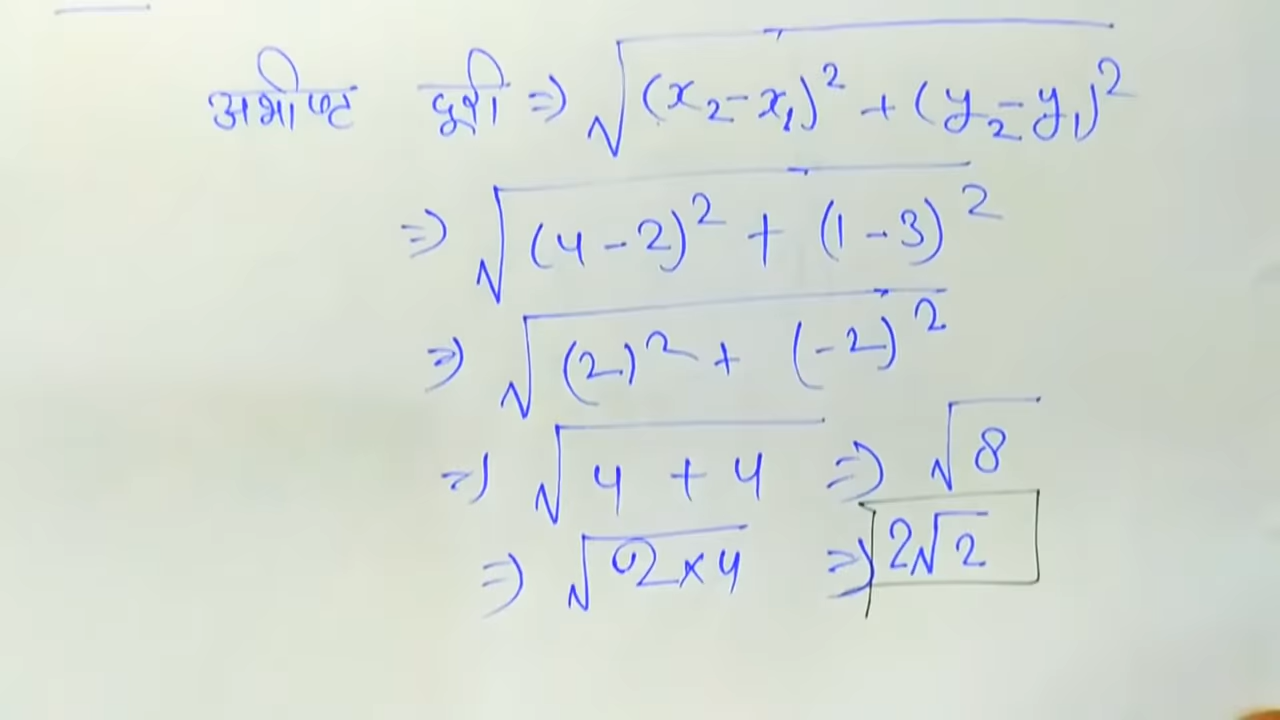 अभीष्ट दूरी ⇒ √(x₂-x₁)² + (y₂-y₁)²
⇒ √(4-2)² + (1-3)²
⇒ √(2)² + (-2)²
⇒ √4 + 4 ⇒ √8
⇒ √2×4 ⇒ 2√2